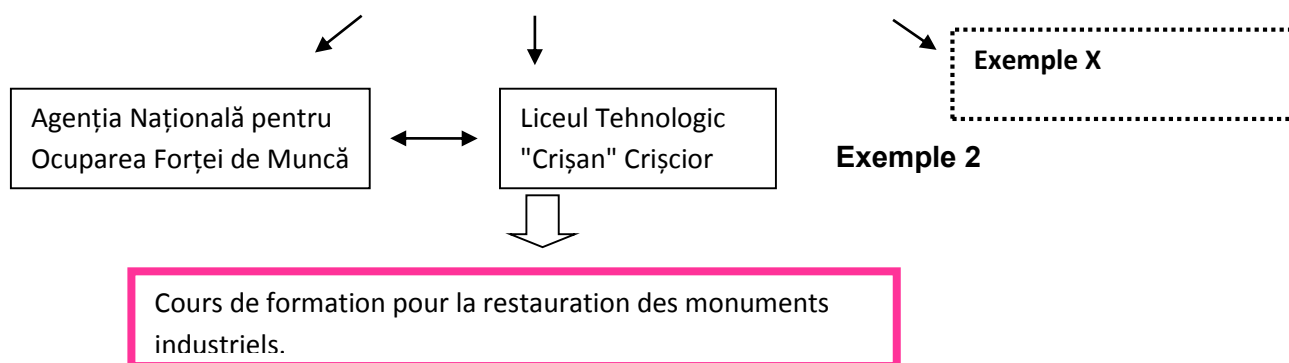 Exemple X
Agenția Națională pentru
Ocuparea Forței de Muncă
Liceul Tehnologic
"Crișan" Crișcior
Exemple 2
Cours de formation pour la restauration des monuments
industriels.